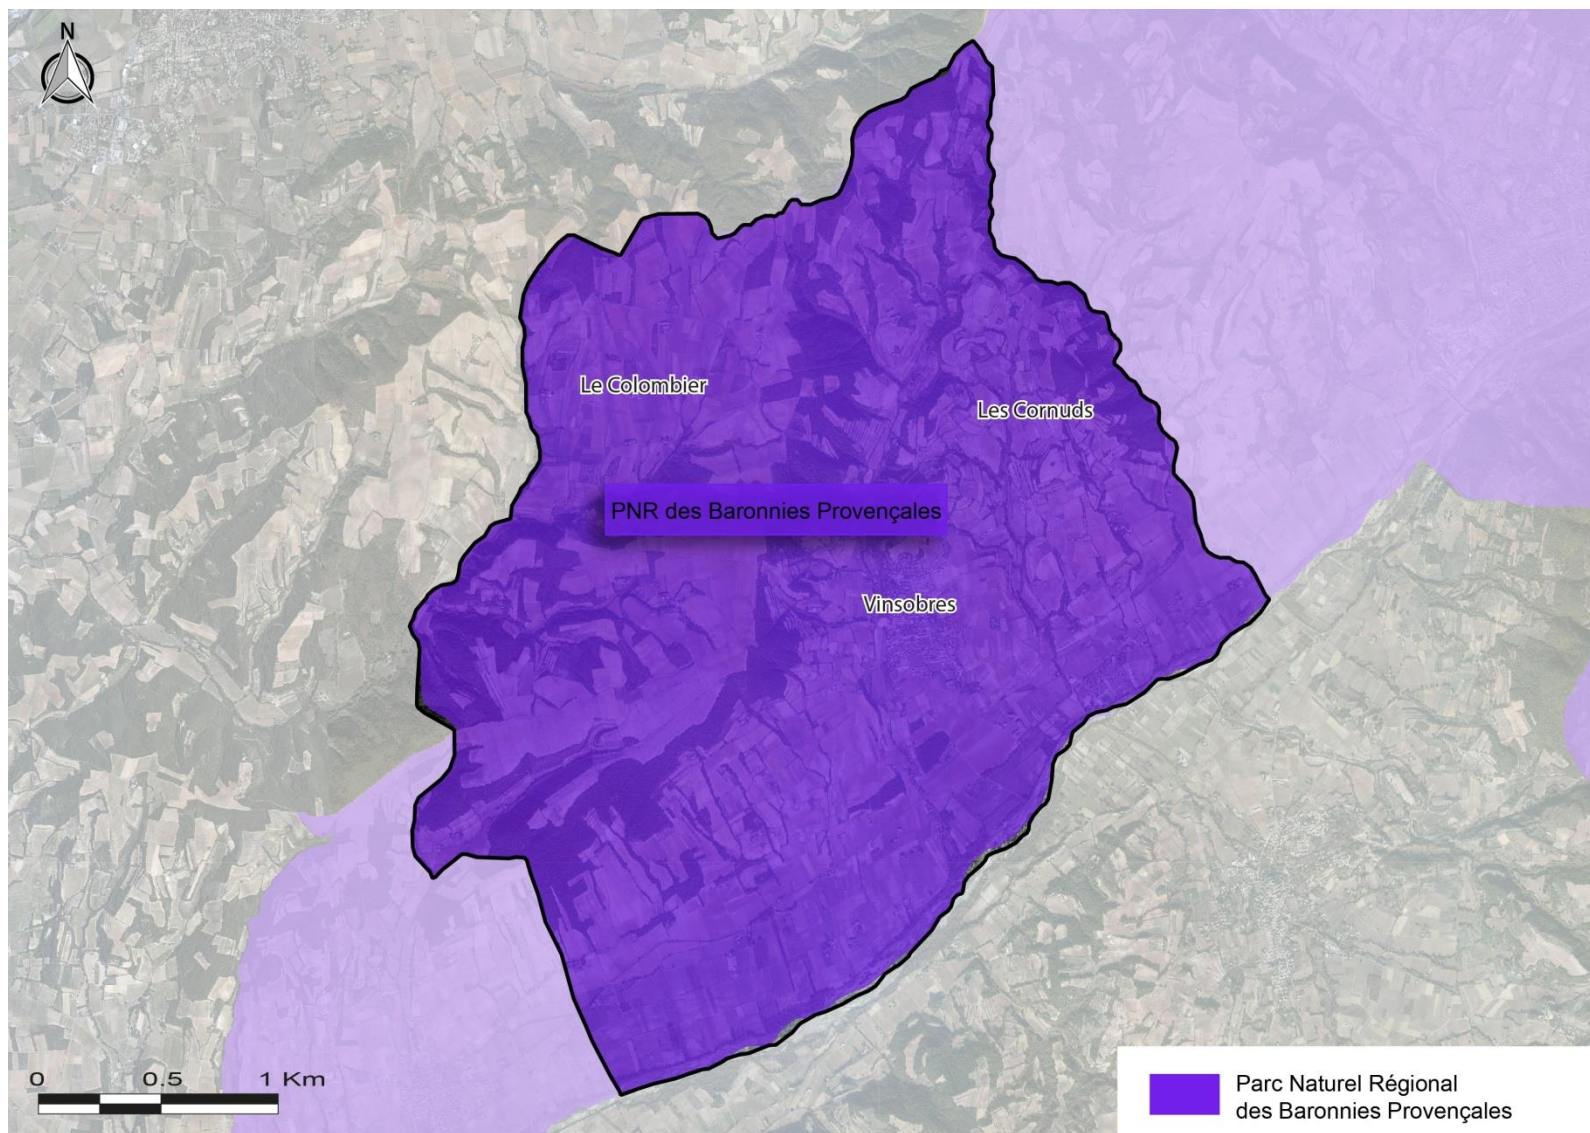 N
Le Colombier
Les Cornuds
PNR des Baronnies Provençales
Vinsobres
0 0.5 1 Km
Parc Naturel Régional
des Baronnies Provençales